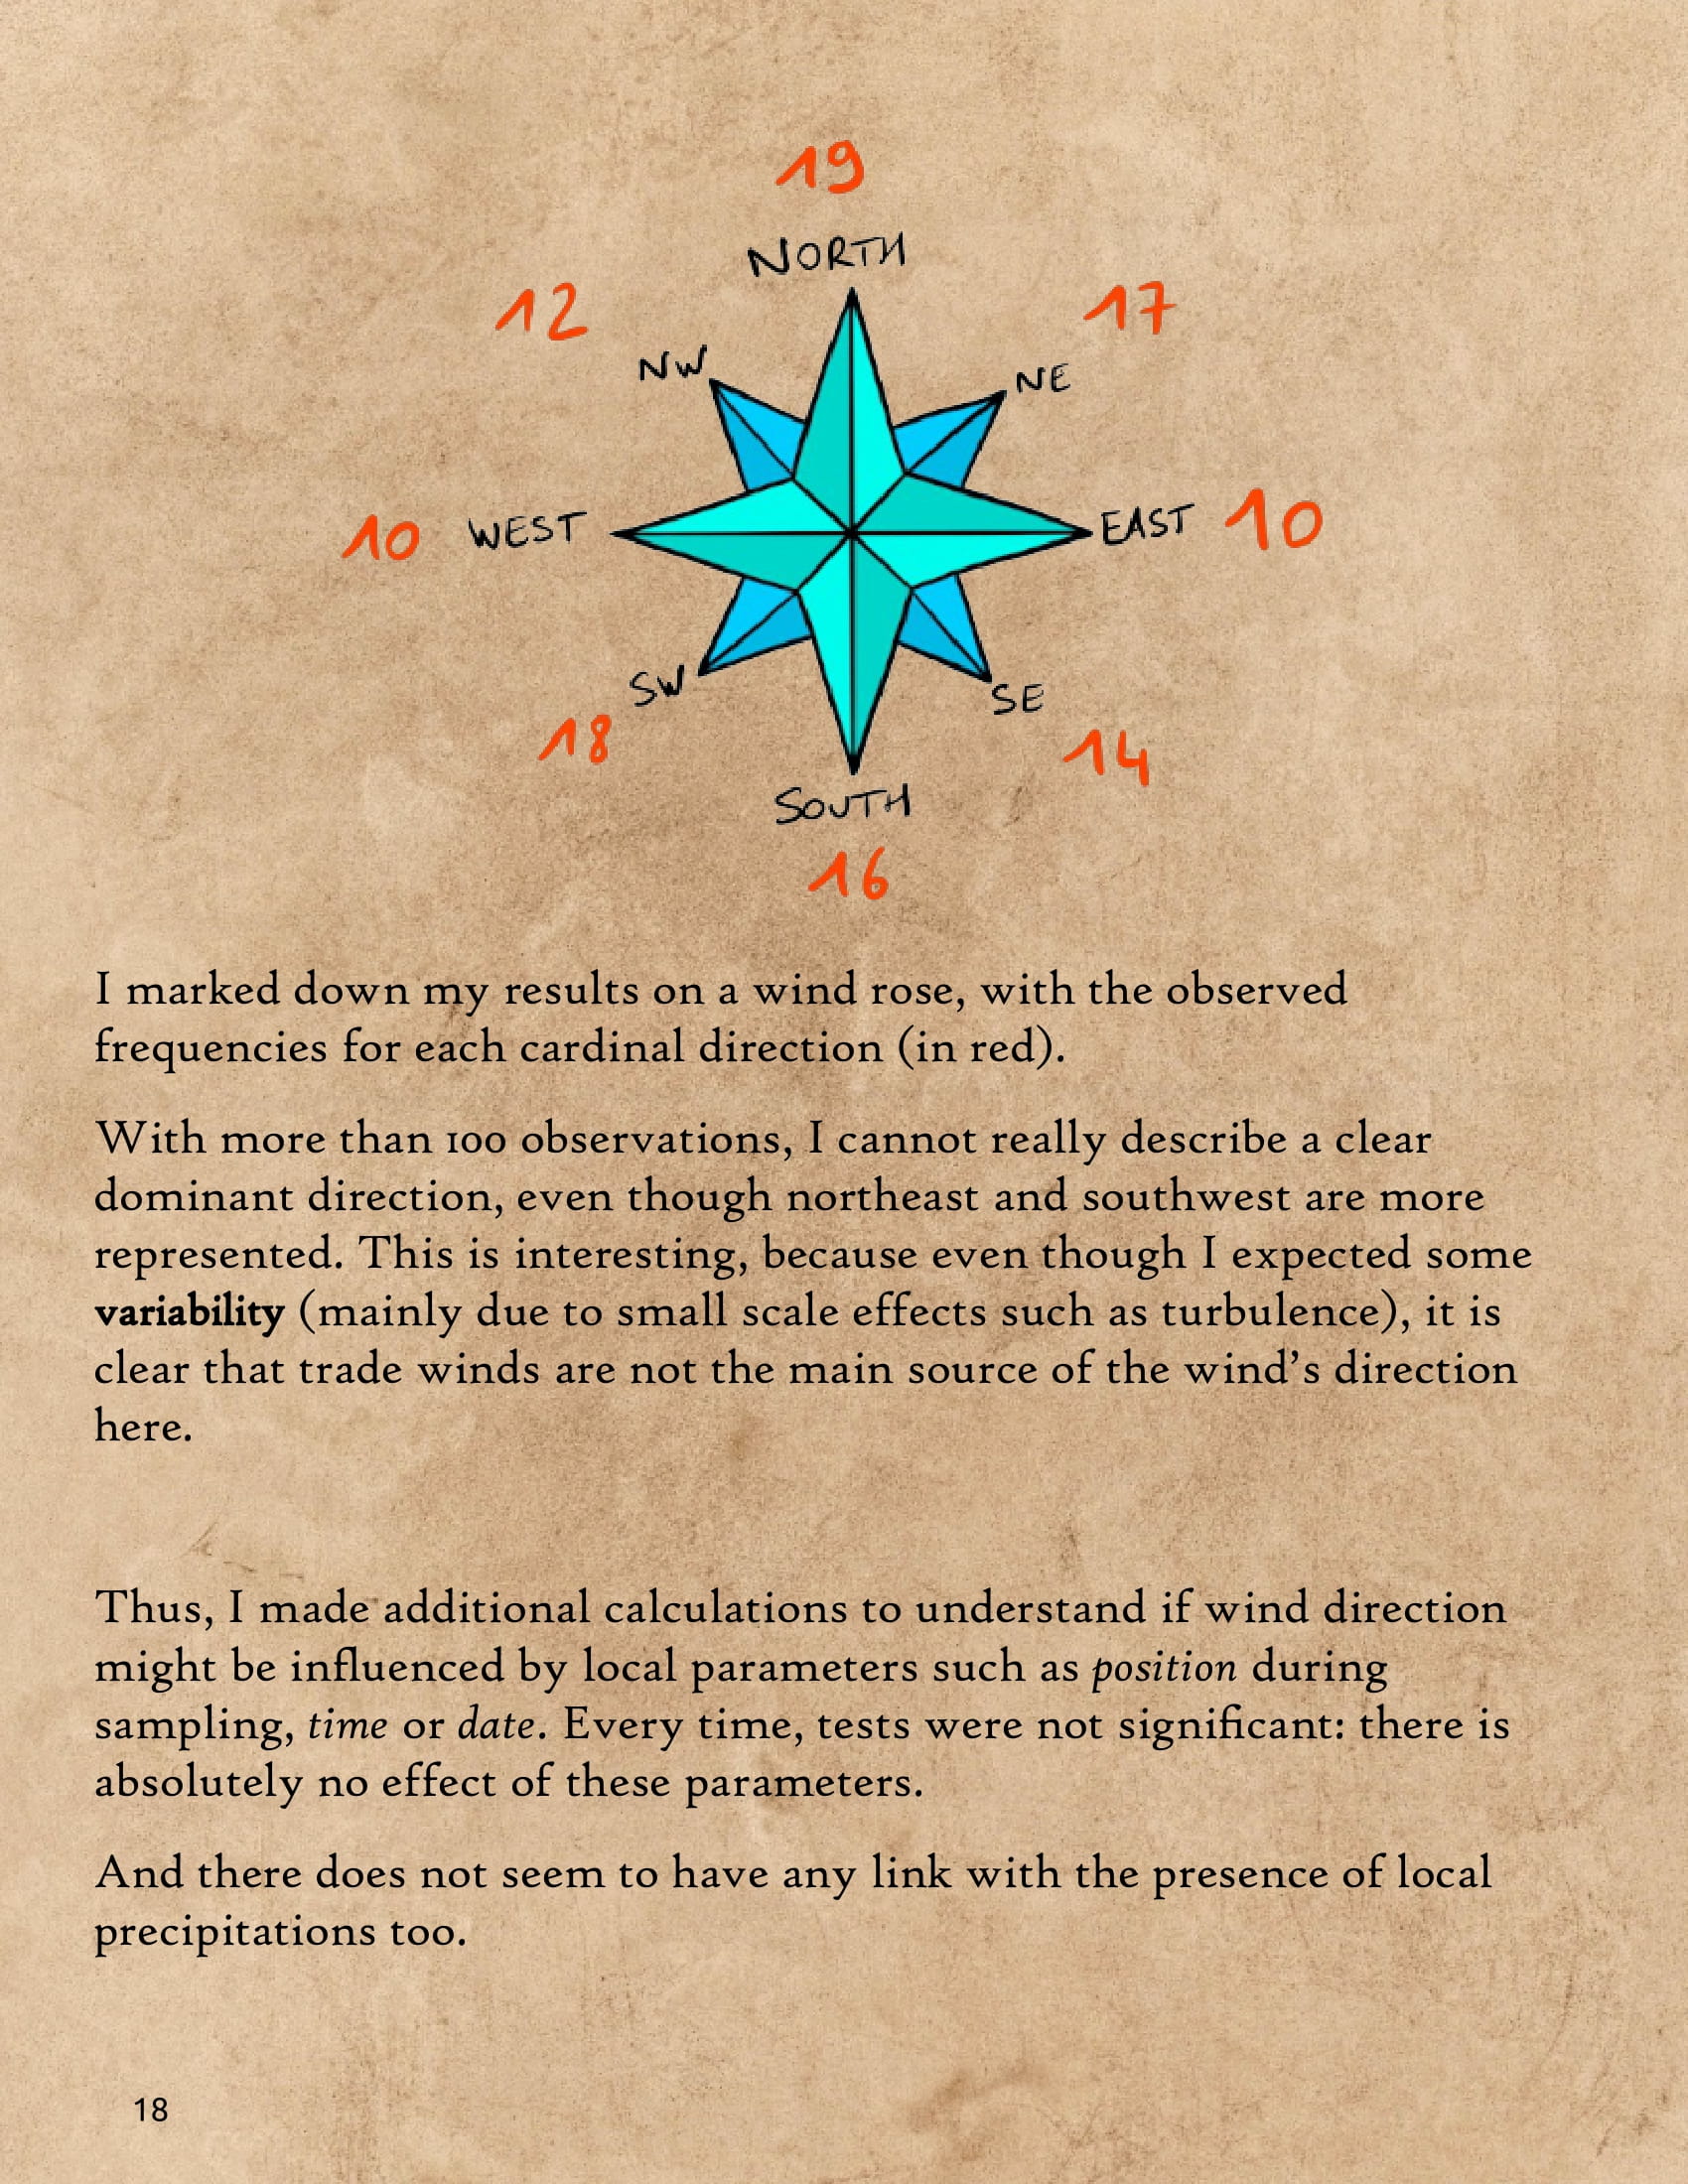 19
NORTH
12
17
NW
NE
10 WEST
EAST 10
SW
SE
18
14
SOUTH
16
I marked down my results on a wind rose, with the observed
frequencies for each cardinal direction (in red).
With more than 100 observations, I cannot really describe a clear
dominant direction, even though northeast and southwest are more
represented. This is interesting, because even though I expected some
variability (mainly due to small scale effects such as turbulence), it is
clear that trade winds are not the main source of the wind’s direction
here.
Thus, I made additional calculations to understand if wind direction
might be influenced by local parameters such as position during
sampling, time or date. Every time, tests were not significant: there is
absolutely no effect of these parameters.
And there does not seem to have any link with the presence of local
precipitations too.
18